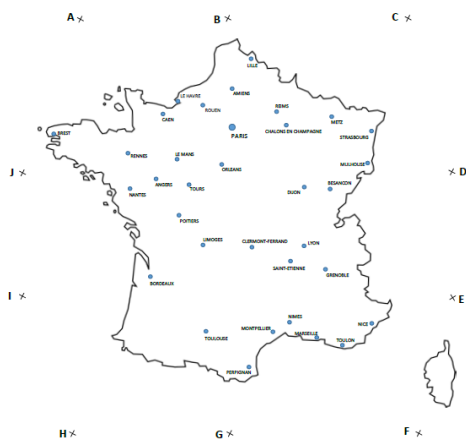 A B C
LILLE
AMIENS
LE HAVRE
ROUEN
REIMS
CAEN
METZ
CHALONS EN CHAMPAGNE
BREST
PARIS
STRASBOURG
RENNES
LE MANS
MULHOUSE
ORLEANS
J D
ANGERS
TOURS
DIJON
BESANCON
NANTES
POITIERS
LIMOGES
CLERMONT-FERRAND
LYON
SAINT-ETIENNE
GRENOBLE
BORDEAUX
I E
NIMES
NICE
TOULOUSE
MONTPELLIER
MARSEILLE
TOULON
PERPIGNAN
H G F